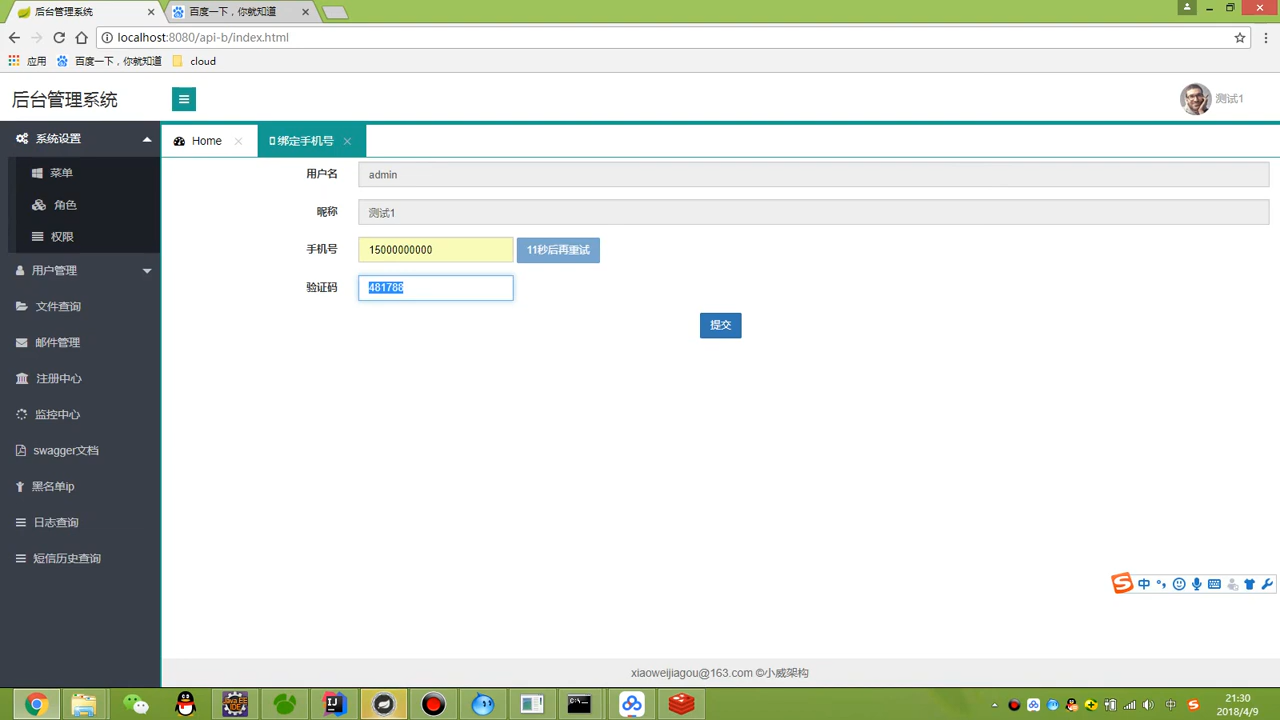 后台管理系统
百度一下，你就知道
localhost:8080/api-b/index.html
应用
百度一下，你就知道
cloud
后台管理系统
测试1
系统设置
Home
绑定手机号
菜单
用户名
admin
角色
昵称
测试1
权限
手机号
15000000000
11秒后再重试
用户管理
验证码
481788
文件查询
提交
邮件管理
注册中心
监控中心
swagger文档
黑名单ip
日志查询
短信历史查询
中
xiaoweijiagou@163.com ©小威架构
中
21:30
2018/4/9